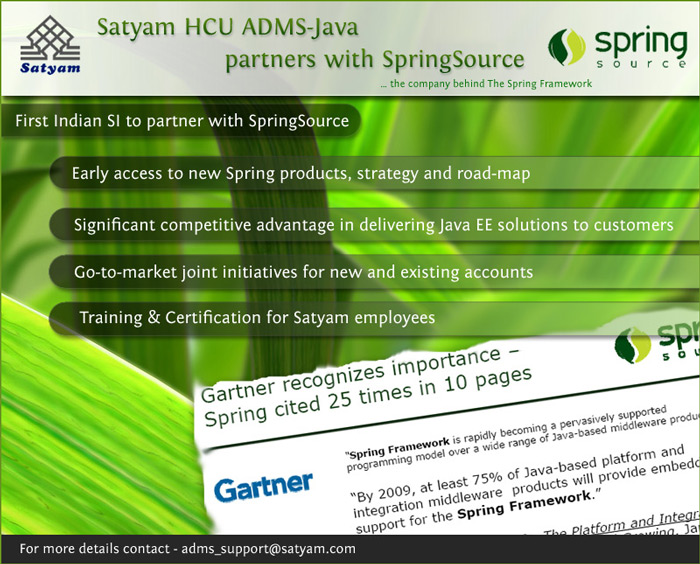 Satyam
Satyam HCU ADMS-Java
partners with SpringSource
... the company behind The Spring Framework
spring
source
First Indian SI to partner with SpringSource
Early access to new Spring products, strategy and road-map
Significant competitive advantage in delivering Java EE solutions to customers
Go-to-market joint initiatives for new and existing accounts
Training & Certification for Satyam employees
Gartner recognizes importance –
Spring cited 25 times in 10 pages
Gartner
"Spring Framework is rapidly becoming a pervasively supported
programming model over a wide range of Java-based middleware
"By 2009, at least 75% of Java-based platform and
integration middleware products will provide
support for the Spring Framework."
The Platform and
For more details contact - adms_support@satyam.com